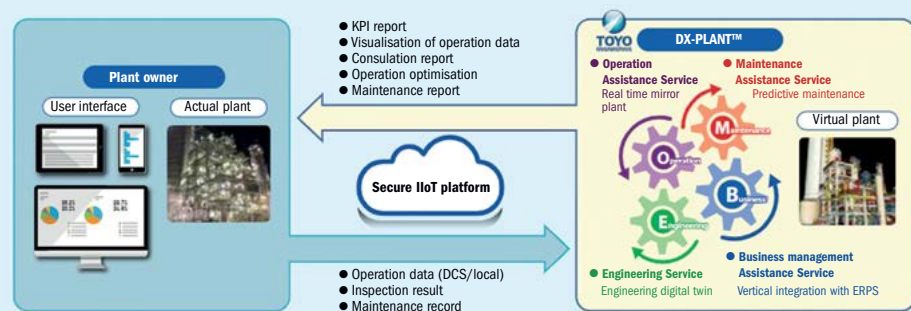 Plant owner
User interface
Actual plant
● KPI report
● Visualisation of operation data
● Consulation report
● Operation optimisation
● Maintenance report
Secure IIoT platform
● Operation data (DCS/local)
● Inspection result
● Maintenance record
TOYO
DX-PLANT™
● Operation
Assistance Service
Real time mirror
plant
● Maintenance
Assistance Service
Predictive maintenance
Virtual plant
Maintenance
Operation
Business
Engineering
● Engineering Service
Engineering digital twin
● Business management
Assistance Service
Vertical integration with ERPS